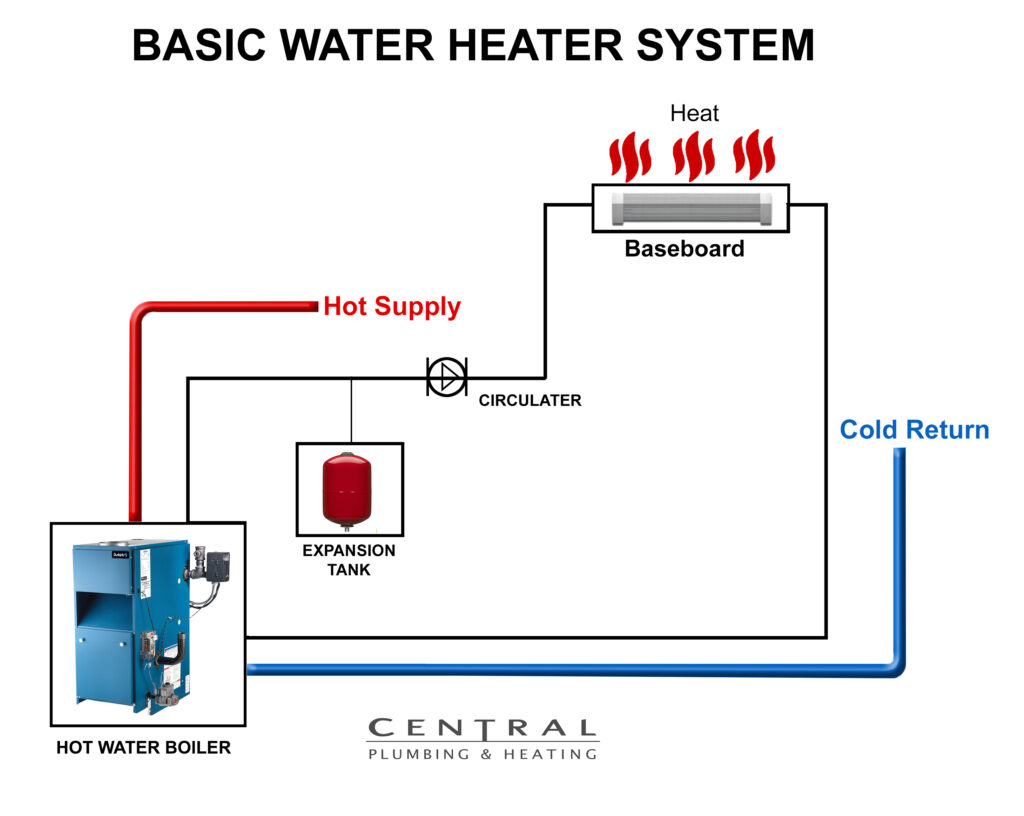 BASIC WATER HEATER SYSTEM
Heat
Baseboard
Hot Supply
CIRCULATER
Cold Return
EXPANSION
TANK
HOT WATER BOILER
CENTRAL
PLUMBING & HEATING